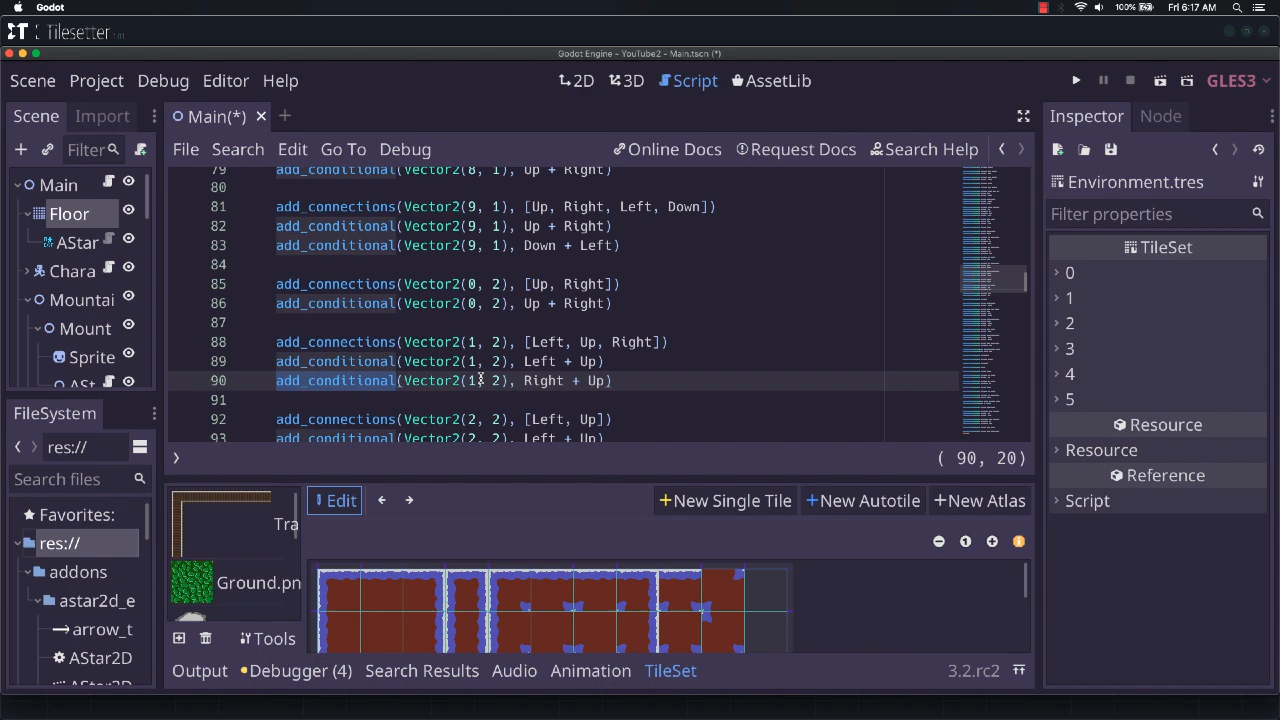 Godot
100%
Fri 6:17 AM
Tilesetter 1.0.1
Godot Engine - YouTube2 - Main.tscn (*)
Scene Project Debug Editor Help
2D 3D Script AssetLib
GLES3
Scene Import
Main(*)
Inspector Node
Filter
File Search Edit Go To Debug
Online Docs Request Docs Search Help
Main
Floor
AStar
Chara
Mountai
Mount
Sprite
ASt
79 add_conditional(Vector2(8, 1), Up + Right)
80
81 add_connections(Vector2(9, 1), [Up, Right, Left, Down])
82 add_conditional(Vector2(9, 1), Up + Right)
83 add_conditional(Vector2(9, 1), Down + Left)
84
85 add_connections(Vector2(0, 2), [Up, Right])
86 add_conditional(Vector2(0, 2), Up + Right)
87
88 add_connections(Vector2(1, 2), [Left, Up, Right])
89 add_conditional(Vector2(1, 2), Left + Up)
90 add_conditional(Vector2(1, 2), Right + Up)
91
92 add_connections(Vector2(2, 2), [Left, Up])
93 add_conditional(Vector2(2, 2), Left + Up)
( 90, 20)
Environment.tres
Filter properties
TileSet
0
1
2
3
4
5
Resource
Resource
Reference
Script
FileSystem
res://
Search files
Favorites:
res://
addons
astar2d_e
arrow_t
AStar2D
AStar2D
Edit
New Single Tile New Autotile New Atlas
Tra
Ground.pn
Tools
Output Debugger (4) Search Results Audio Animation TileSet
3.2.rc2